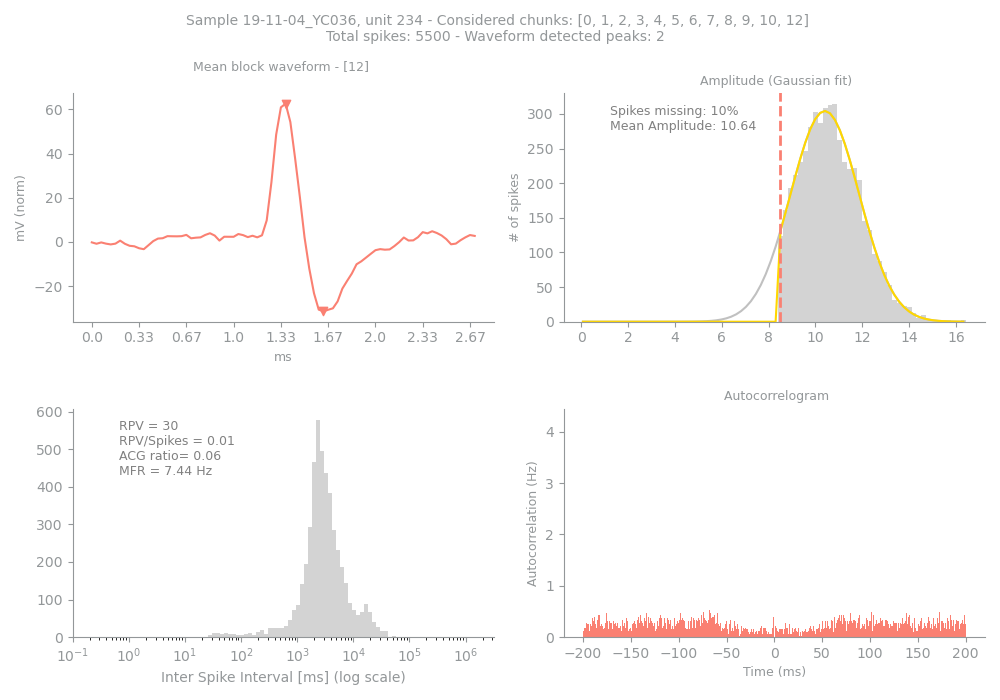 Sample 19-11-04_YC036, unit 234 - Considered chunks: [0, 1, 2, 3, 4, 5, 6, 7, 8, 9, 10, 12]
Total spikes: 5500 - Waveform detected peaks: 2
Mean block waveform - [12]
mV (norm)
60
40
20
0
−20
0.0 0.33 0.67 1.0 1.33 1.67 2.0 2.33 2.67
ms
Amplitude (Gaussian fit)
Spikes missing: 10%
Mean Amplitude: 10.64
# of spikes
300
250
200
150
100
50
0
0 2 4 6 8 10 12 14 16
RPV = 30
RPV/Spikes = 0.01
ACG ratio= 0.06
MFR = 7.44 Hz
600
500
400
300
200
100
0
10⁻¹ 10⁰ 10¹ 10² 10³ 10⁴ 10⁵ 10⁶
Inter Spike Interval [ms] (log scale)
Autocorrelogram
Autocorrelation (Hz)
4
3
2
1
0
−200 −150 −100 −50 0 50 100 150 200
Time (ms)